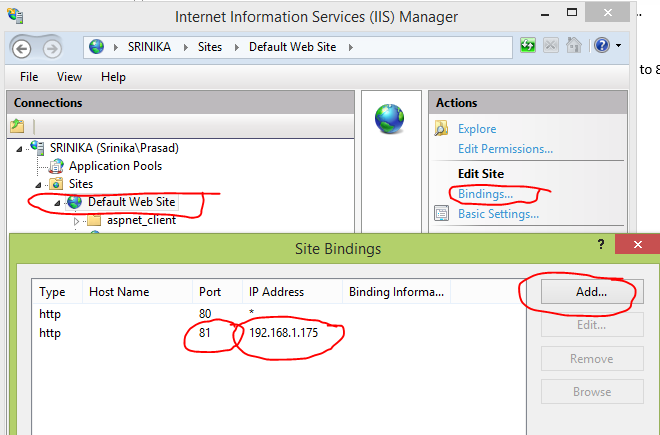 Internet Information Services (IIS) Manager
SRINIKA Sites Default Web Site
to 8
File View Help
Connections
Actions
SRINIKA (Srinika\Prasad)
Application Pools
Sites
Default Web Site
aspnet_client
Explore
Edit Permissions...
Edit Site
Bindings...
Basic Settings...
Site Bindings
?
Type Host Name Port IP Address Binding Informa...
http 80 *
http 81 192.168.1.175
Add...
Edit...
Remove
Browse